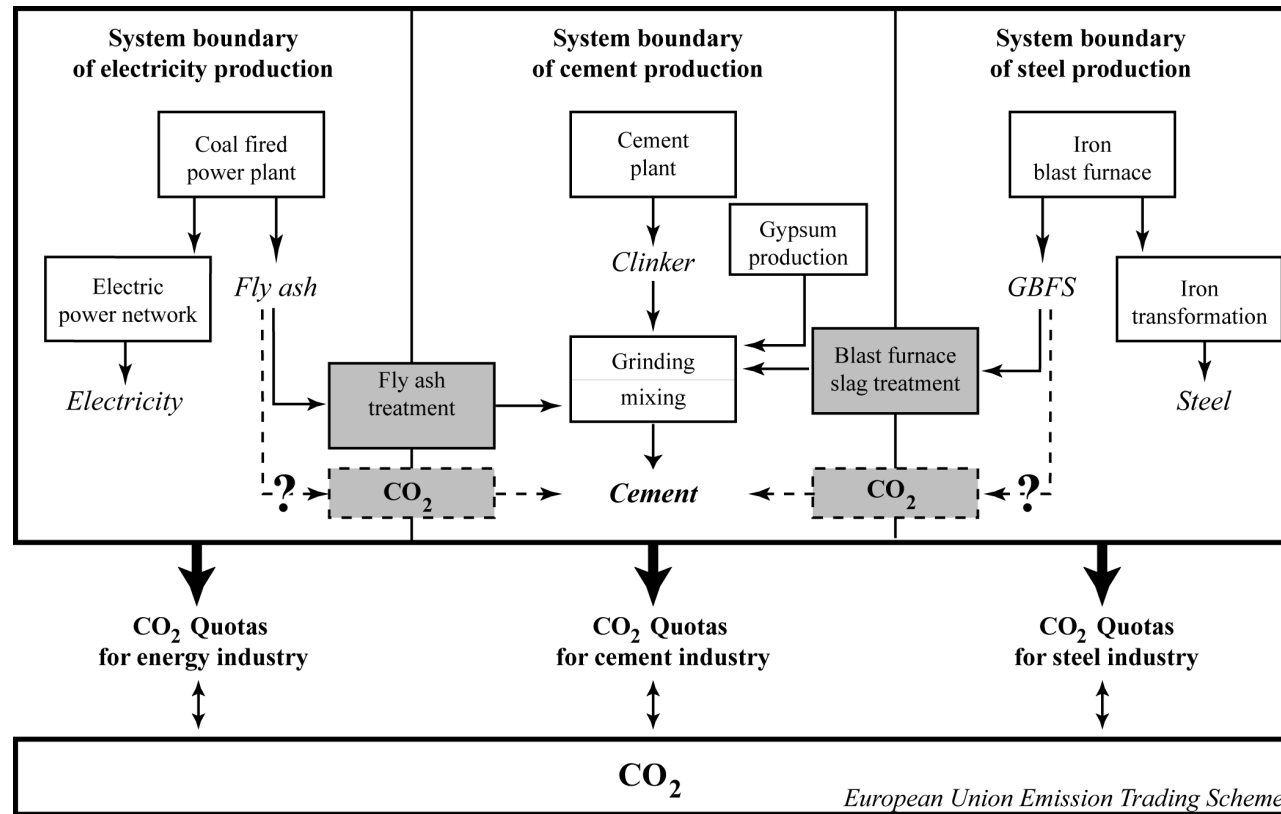 System boundary
of electricity production
System boundary
of cement production
System boundary
of steel production
Coal fired
power plant
Cement
plant
Iron
blast furnace
Gypsum
production
Clinker
Fly ash
GBFS
Electric
power network
Iron
transformation
Grinding
mixing
Blast furnace
slag treatment
Fly ash
treatment
Electricity
Steel
?
CO₂
Cement
CO₂
?
CO₂ Quotas
for energy industry
CO₂ Quotas
for cement industry
CO₂ Quotas
for steel industry
CO₂
European Union Emission Trading Scheme